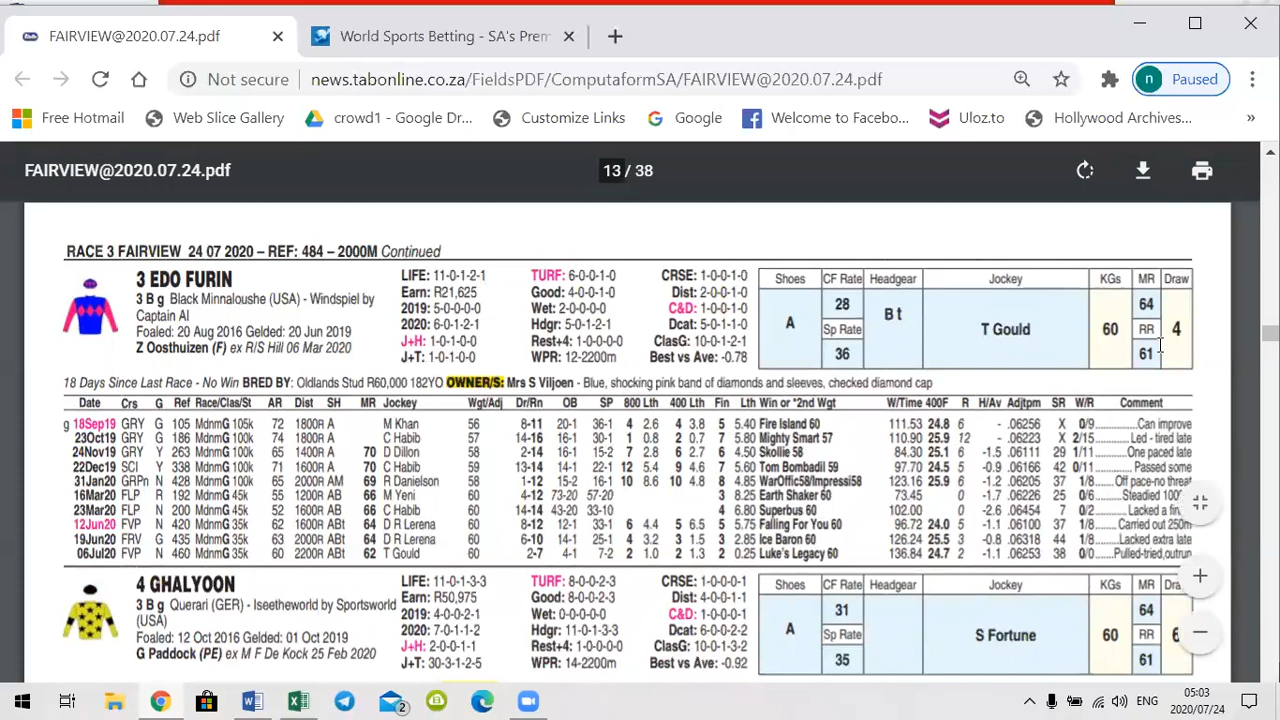 FAIRVIEW@2020.07.24.pdf
World Sports Betting - SA's Prem
Not secure
news.tabonline.co.za/FieldsPDF/ComputaformSA/FAIRVIEW@2020.07.24.pdf
n Paused
Free Hotmail
Web Slice Gallery
crowd1 - Google Dr...
Customize Links
Google
Welcome to Facebo...
Uloz.to
Hollywood Archives...
»
FAIRVIEW@2020.07.24.pdf
13 / 38
RACE 3 FAIRVIEW 24 07 2020 – REF: 484 – 2000M Continued
3 EDO FURIN
3 B g Black Minnaloushe (USA) - Windspiel by
Captain Al
Foaled: 20 Aug 2016 Gelded: 20 Jun 2019
Z Oosthuizen (F) ex R/S Hill 06 Mar 2020
LIFE: 11-0-1-2-1 TURF: 6-0-0-1-0 CRSE: 1-0-0-1-0
Earn: R21,625 Good: 4-0-0-1-0 Dist: 2-0-0-1-0
2019: 5-0-0-0-0 Wet: 2-0-0-0-0 C&D: 1-0-0-1-0
2020: 6-0-1-2-1 Hdgr: 5-0-1-2-1 Dcat: 5-0-1-1-0
J+H: 1-0-1-0-0 Rest+4: 1-0-0-0-0 ClasG: 10-0-1-2-1
J+T: 1-0-1-0-0 WPR: 12-2200m Best vs Ave: -0.78
Shoes CF Rate Headgear Jockey KGs MR Draw
A 28 B t T Gould 60 64 4
Sp Rate RR
36 61
18 Days Since Last Race - No Win BRED BY: Oldlands Stud R60,000 182YO OWNER/S: Mrs S Viljoen - Blue, shocking pink band of diamonds and sleeves, checked diamond cap
Date Crs G Ref Race/Clas/St AR Dist SH MR Jockey Wgt/Adj Dr/Rn OB SP 800 Lth 400 Lth Fin Lth Win or *2nd Wgt W/Time 400F R H/Av Adjtpm SR W/R Comment
g 18Sep19 GRY G 105 MdnmG 105k 72 1800R A M Khan 56 8-11 20-1 36-1 4 2.6 4 3.8 5 5.40 Fire Island 60 111.53 24.8 6 - .06256 X 0/9 ........Can improve
23Oct19 GRY G 186 MdnmG 100k 74 1800R A C Habib 57 14-14 16-1 30-1 1 0.8 2 0.7 7 5.80 Mighty Smart 57 110.90 25.9 12 - .06223 X 2/15 .....Led - tired late
24Nov19 GRY Y 263 MdnmG 100k 65 1400R A 70 D Dillon 58 2-14 16-1 15-1 7 2.8 6 2.7 6 4.50 Skollie 58 84.30 25.1 6 -1.5 .06111 29 1/11 ......One paced late
22Dec19 SCI Y 338 MdnmG 100k 71 1600R A 70 C Habib 59 13-14 14-1 22-1 12 5.4 9 4.6 7 5.60 Tom Bombadil 59 97.70 24.5 5 -0.9 .06166 42 0/11 ......Passed some
31Jan20 GRPn N 428 MdnmG 100k 65 2000R AM 69 R Danielson 58 1-12 12-2 16-1 10 8.6 10 4.8 8 4.85 WarOffic58/Impressi58 123.16 25.9 6 -1.2 .06205 37 1/8 ..Off pace-no threat
16Mar20 FLP R 192 MdnmG 45k 55 1200R AB 66 M Yeni 60 4-12 73-20 57-20 3 8.25 Earth Shaker 60 73.45 0 -1.7 .06226 25 0/6
23Mar20 FLP N 200 MdnmG 45k 52 1600R AB 66 C Habib 60 14-14 43-20 33-10 4 6.80 Superbus 60 102.00 0 -2.6 .06454 7 0/2
12Jun20 FVP N 420 MdnmG 45k 62 1600R ABt 64 D R Lerena 60 8-12 12-1 33-1 6 4.4 5 6.5 5 5.75 Falling For You 60 96.72 24.0 5 -1.1 .06100 37 1/8 .....Carried out 250m
19Jun20 FRV G 435 MdnmG 35k 63 2000R ABt 64 D R Lerena 60 6-10 14-1 33-1 4 3.2 3 1.5 3 2.85 Ice Baron 60 126.24 25.5 3 -0.8 .06318 44 1/8 ....Lacked extra late
06Jul20 FVP N 460 MdnmG 35k 60 2200R ABt 62 T Gould 60 2-7 4-1 7-2 2 1.0 2 1.3 2 0.25 Luke's Legacy 60 136.84 24.7 2 -1.1 .06253 38 0/0 .....Pulled-tried,outrun
4 GHALYOON
3 B g Querari (GER) - Iseetheworld by Sportsworld
(USA)
Foaled: 12 Oct 2016 Gelded: 01 Oct 2019
G Paddock (PE) ex M F De Kock 25 Feb 2020
LIFE: 11-0-1-3-3 TURF: 8-0-0-2-3 CRSE: 1-0-0-0-1
Earn: R50,975 Good: 8-0-0-2-3 Dist: 4-0-0-1-1
2019: 4-0-0-2-1 Wet: 0-0-0-0-0 C&D: 1-0-0-0-1
2020: 7-0-1-1-2 Hdgr: 11-0-1-3-3 Dcat: 6-0-0-2-2
J+H: 2-0-0-1-1 Rest+4: 1-0-0-0-0 ClasG: 10-0-1-3-2
J+T: 30-3-1-2-5 WPR: 14-2200m Best vs Ave: -0.92
Shoes CF Rate Headgear Jockey KGs MR
A 31 S Fortune 60 64
Sp Rate RR
35 61
ENG
05:03
2020/07/24
2